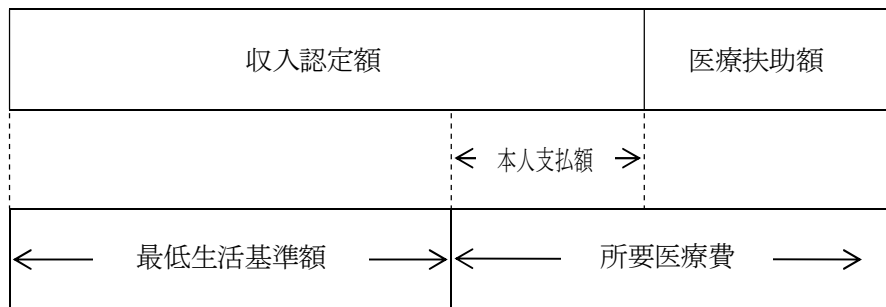 収入認定額
医療扶助額
本人支払額
最低生活基準額
所要医療費